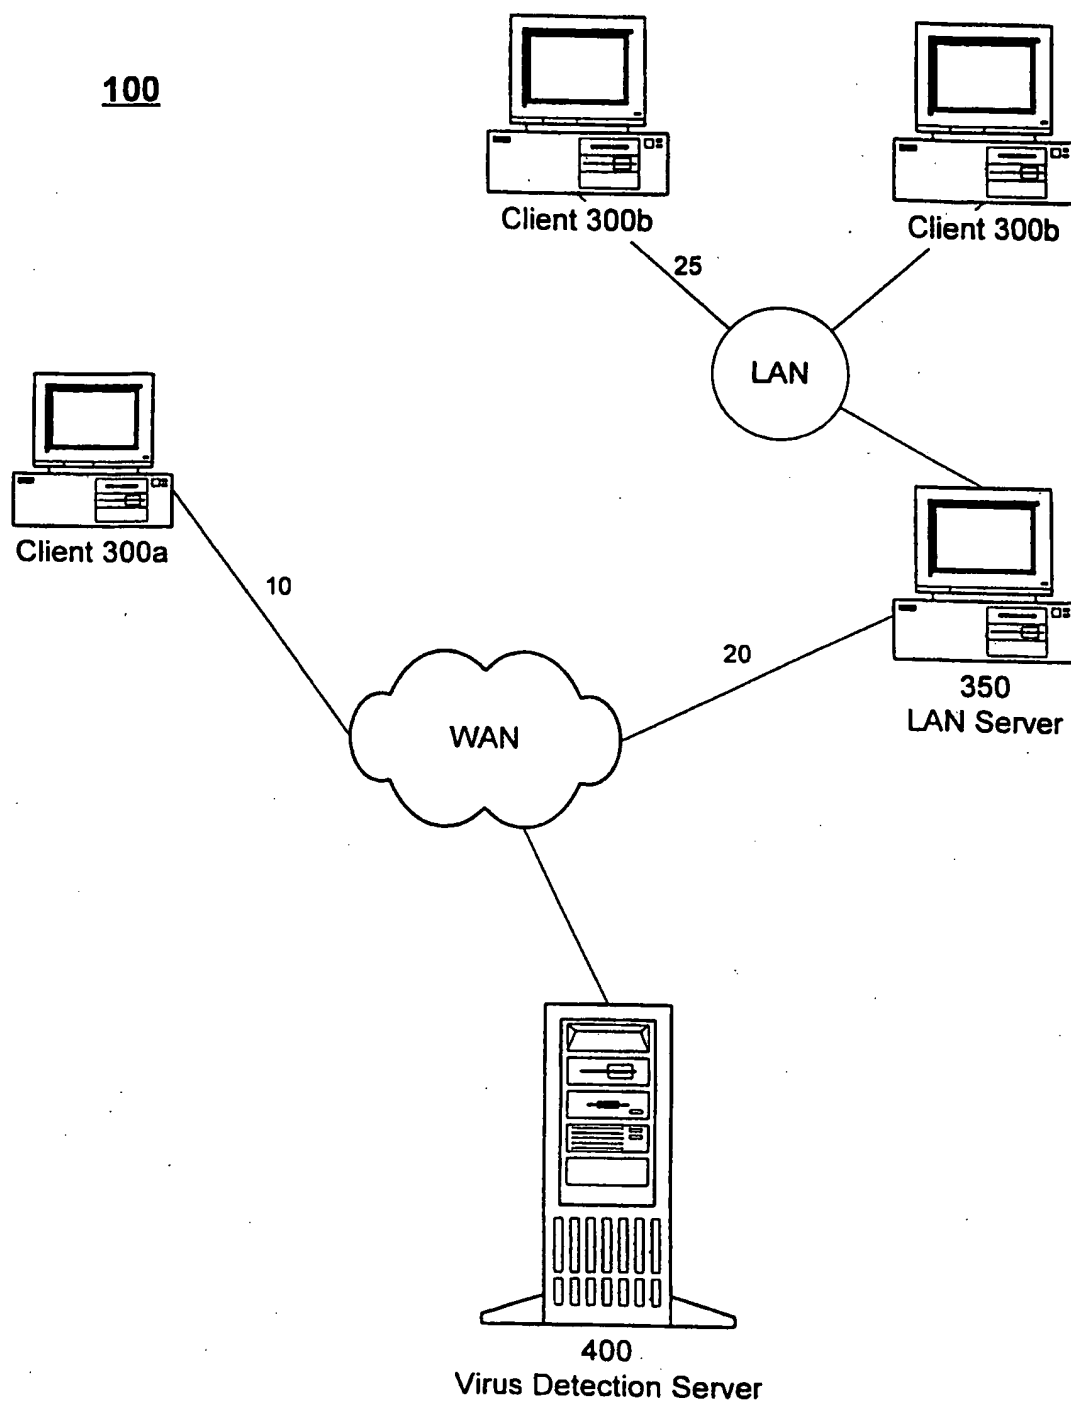 100
Client 300b
Client 300b
25
LAN
Client 300a
10
20
350
LAN Server
WAN
400
Virus Detection Server